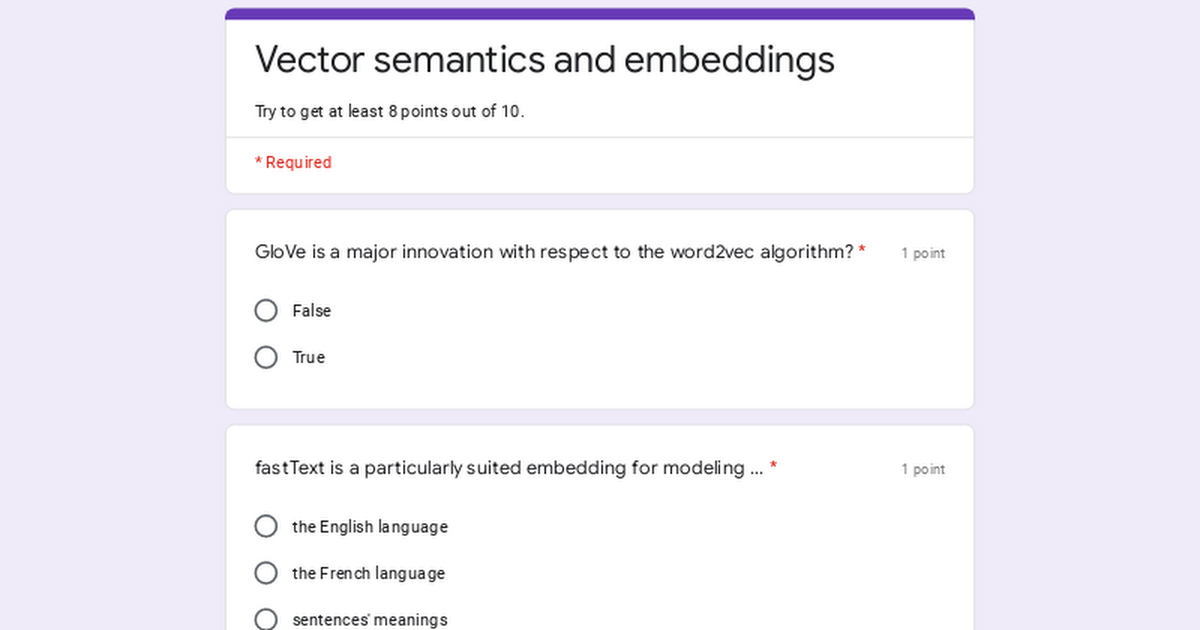 Vector semantics and embeddings
Try to get at least 8 points out of 10.
* Required
GloVe is a major innovation with respect to the word2vec algorithm? *
1 point
False
True
fastText is a particularly suited embedding for modeling ... *
1 point
the English language
the French language
sentences' meanings